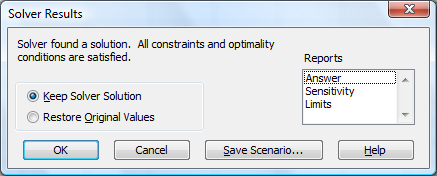 Solver Results
Solver found a solution.  All constraints and optimality
conditions are satisfied.
Reports
Answer
Sensitivity
Limits
Keep Solver Solution
Restore Original Values
OK
Cancel
Save Scenario...
Help